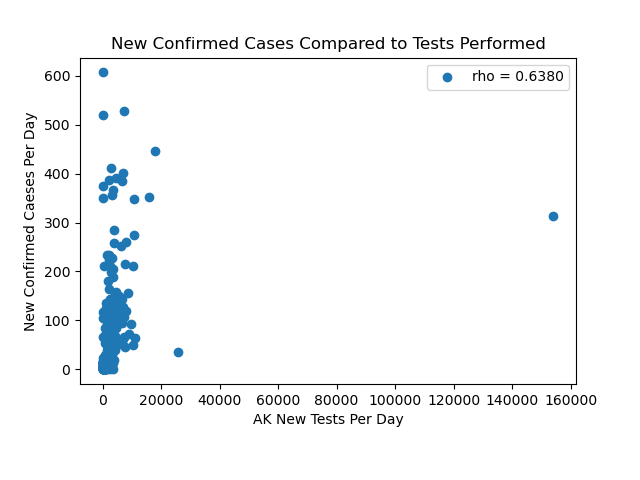 New Confirmed Cases Compared to Tests Performed
rho = 0.6380
New Confirmed Caeses Per Day
600
500
400
300
200
100
0
0 20000 40000 60000 80000 100000 120000 140000 160000
AK New Tests Per Day